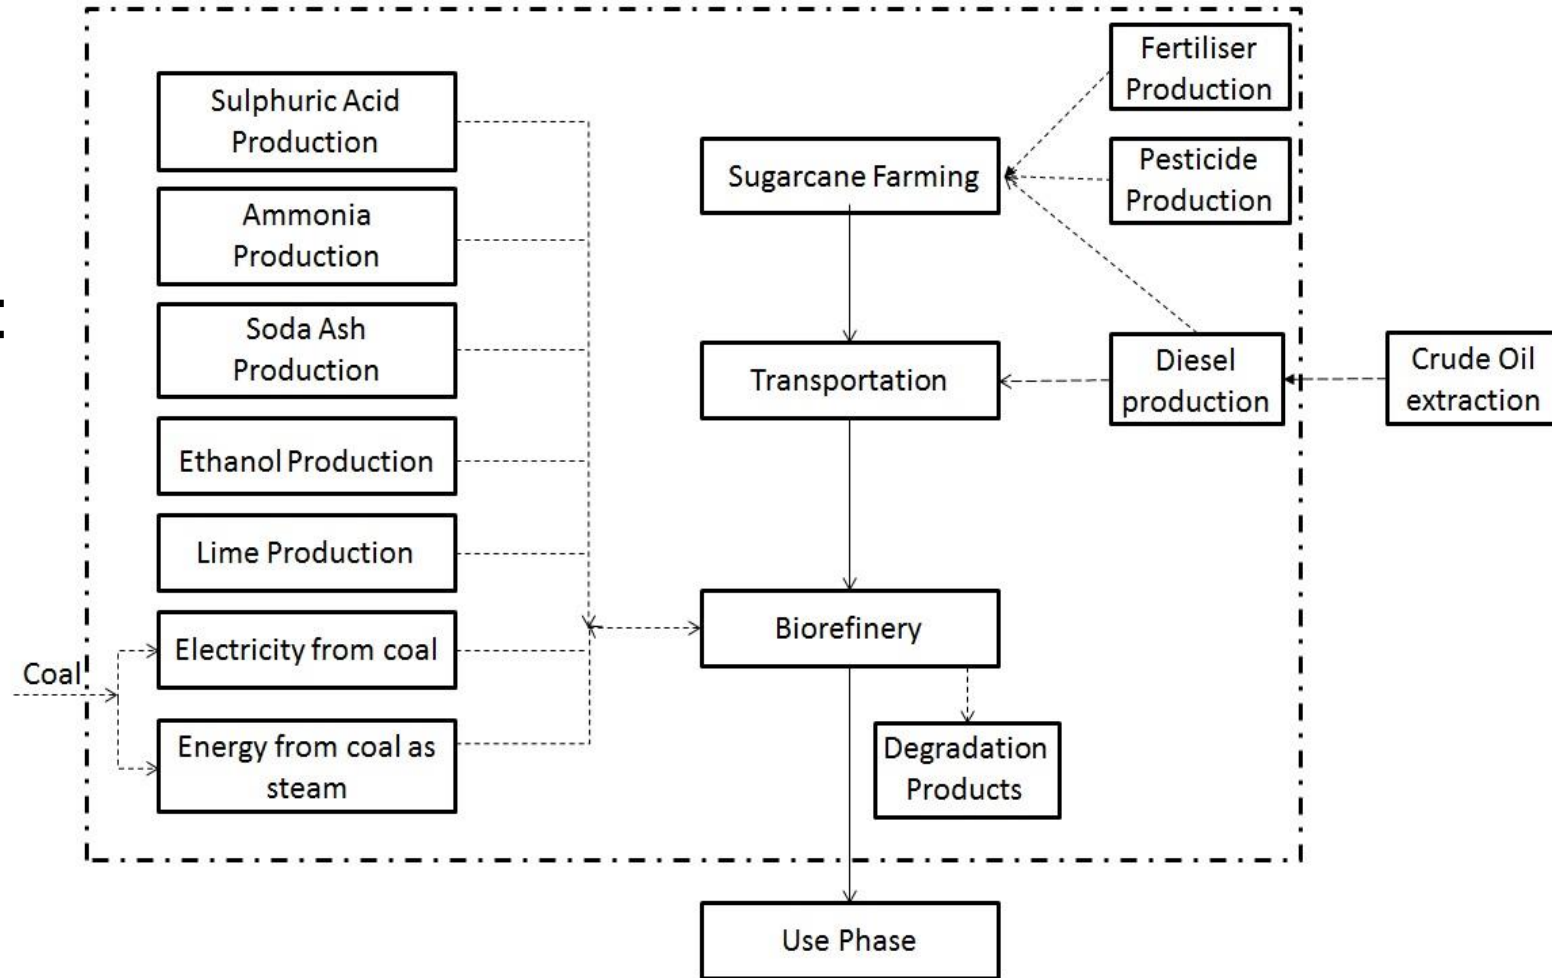 Sulphuric Acid
Production
Ammonia
Production
Soda Ash
Production
Ethanol Production
Lime Production
Electricity from coal
Coal
Energy from coal as
steam
Sugarcane Farming
Transportation
Biorefinery
Degradation
Products
Use Phase
Fertiliser
Production
Pesticide
Production
Diesel
production
Crude Oil
extraction